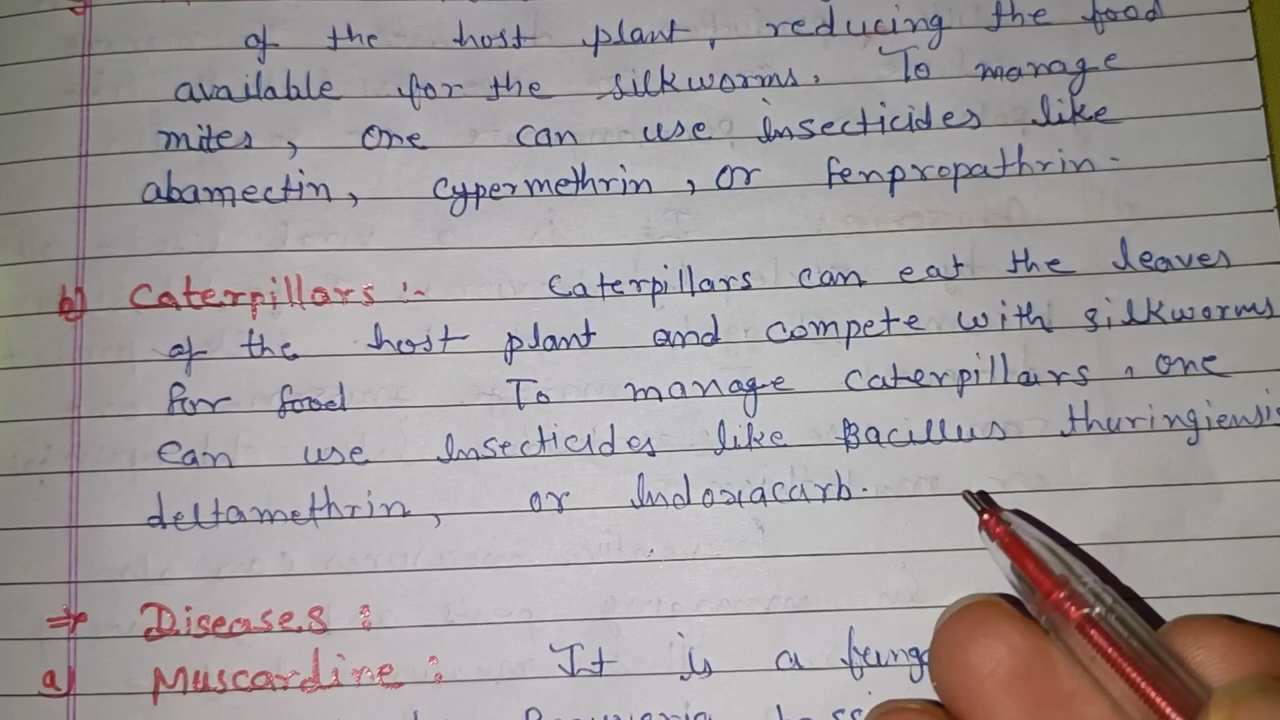 of the host plant, reducing the food
available for the silkworms. To manage
mites, one can use insecticides like
abamectin, cypermethrin, or fenpropathrin.
b) Caterpillars :- Caterpillars can eat the leaves
of the host plant and compete with silkworms
for food To manage caterpillars, one
can use insecticides like Bacillus thuringiensis
deltamethrin, or Indoxiacarb.
⇒ Diseases :
a) Muscardine : It is a fung